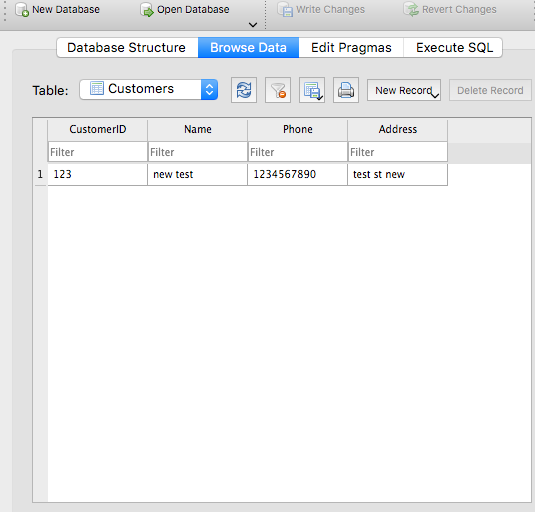 New Database Open Database Write Changes Revert Changes
Database Structure Browse Data Edit Pragmas Execute SQL
Table: Customers New Record Delete Record
CustomerID Name Phone Address
Filter Filter Filter Filter
1 123 new test 1234567890 test st new